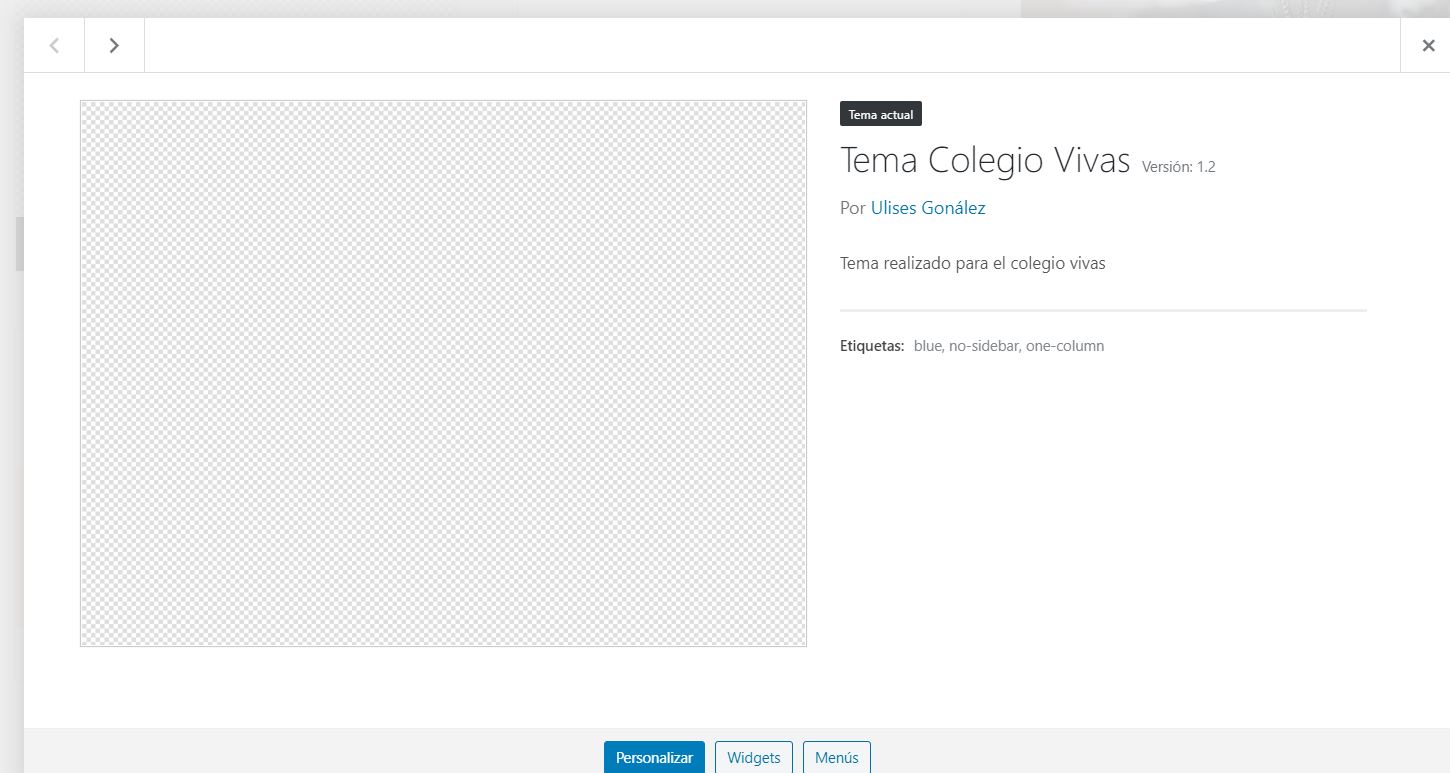 Tema actual
Tema Colegio Vivas Versión: 1.2
Por Ulises Gonález
Tema realizado para el colegio vivas
Etiquetas: blue, no-sidebar, one-column
Personalizar Widgets Menús